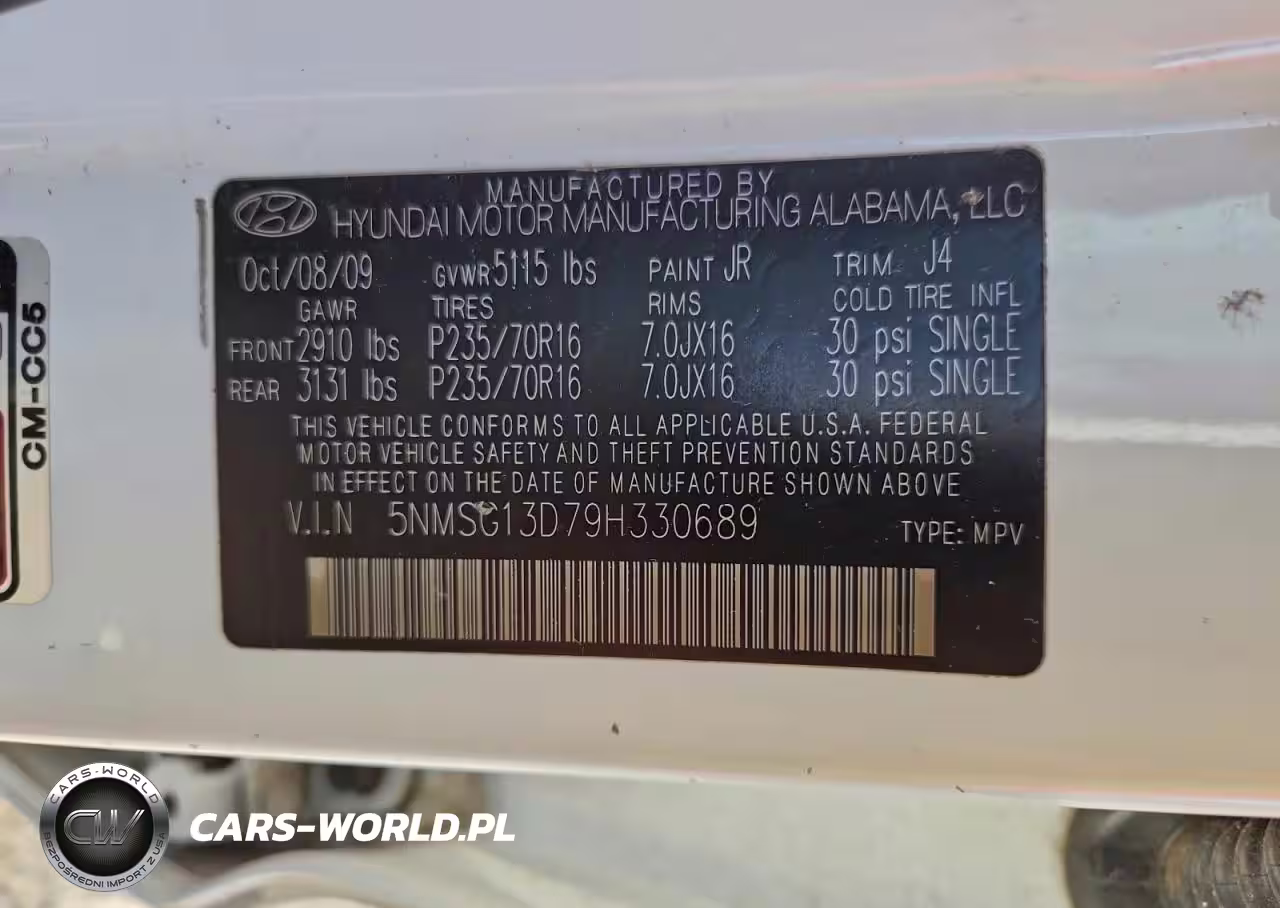 MANUFACTURED BY
HYUNDAI MOTOR MANUFACTURING ALABAMA, LLC
Oct/08/09 GVWR 5115 lbs PAINT JR TRIM J4
GAWR TIRES RIMS COLD TIRE INFL
FRONT 2910 lbs P235/70R16 7.0JX16 30 psi SINGLE
REAR 3131 lbs P235/70R16 7.0JX16 30 psi SINGLE
THIS VEHICLE CONFORMS TO ALL APPLICABLE U.S.A. FEDERAL
MOTOR VEHICLE SAFETY AND THEFT PREVENTION STANDARDS
IN EFFECT ON THE DATE OF MANUFACTURE SHOWN ABOVE
V.I.N 5NMSG13D79H330689 TYPE: MPV
CM-CC5
CARS-WORLD
CW
BEZPOŚREDNI IMPORT Z USA
CARS-WORLD.PL